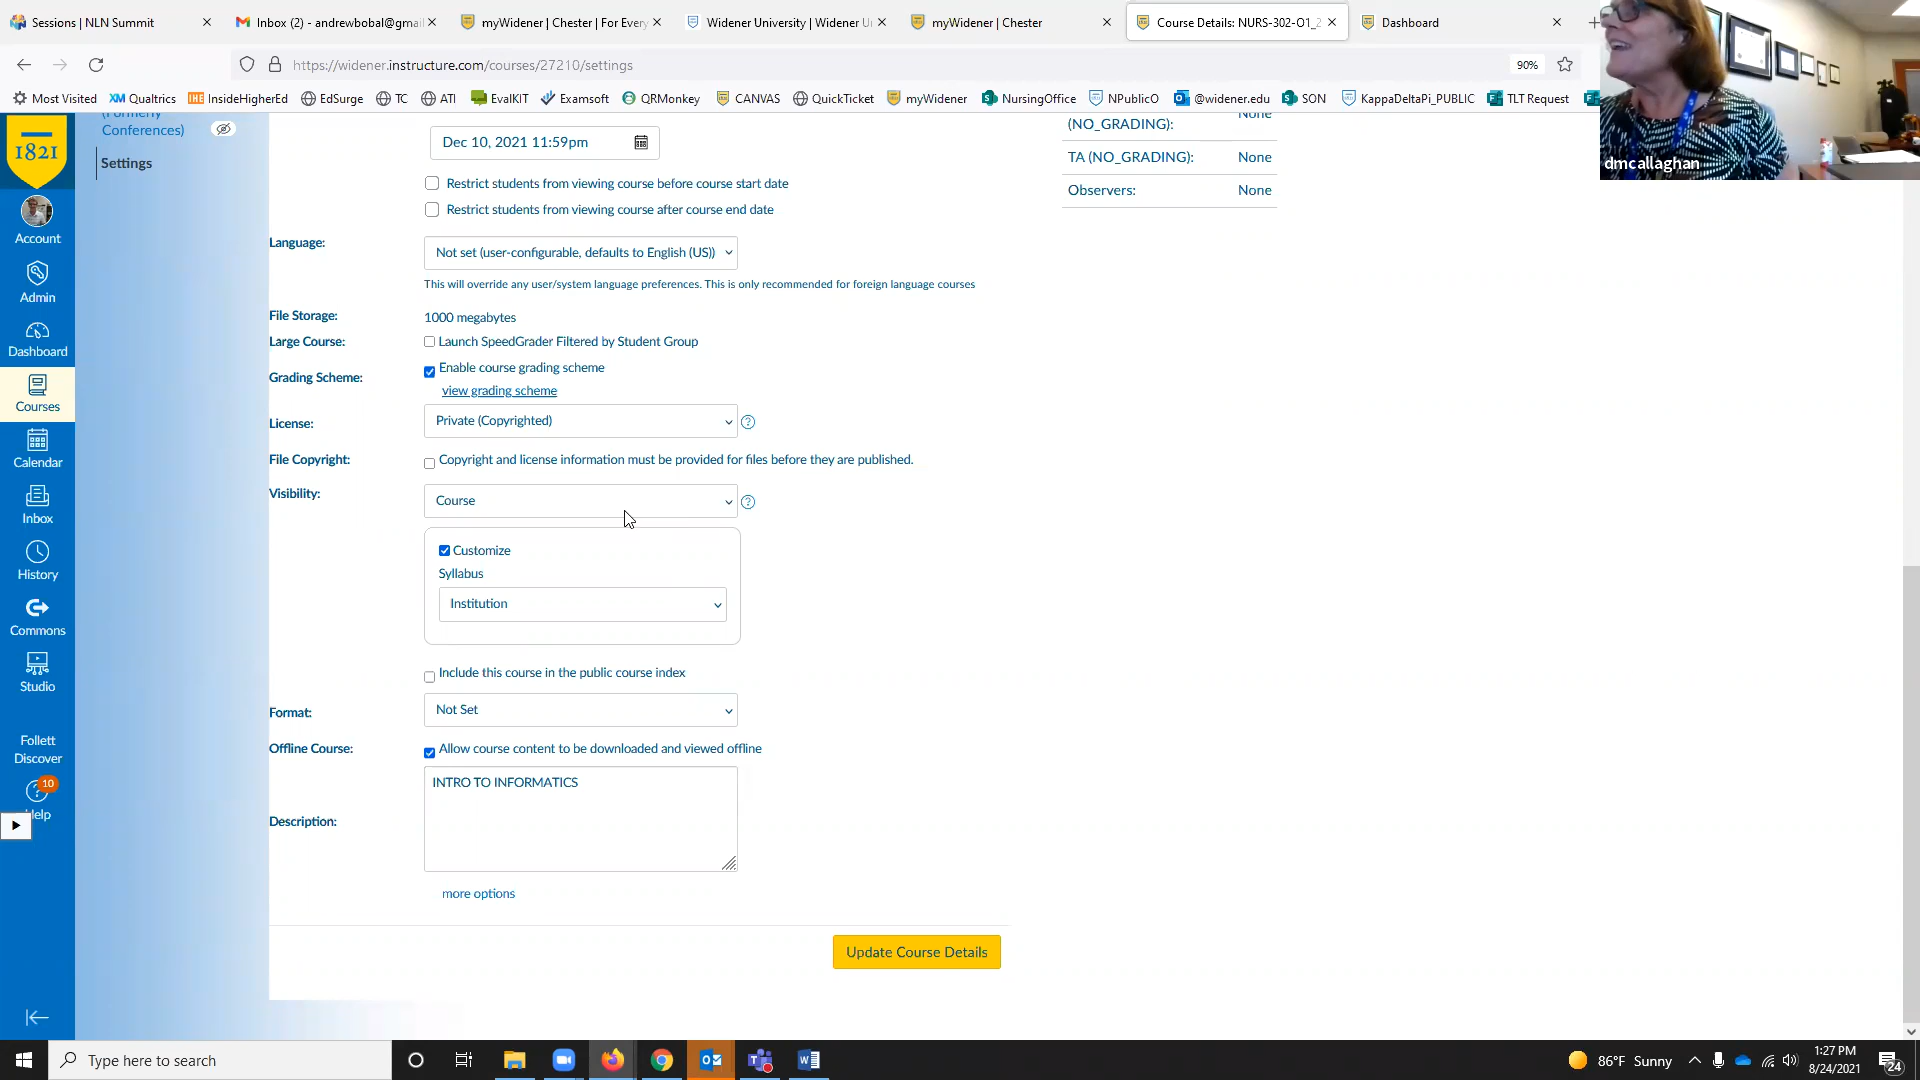 Sessions | NLN Summit
Inbox (2) - andrewbobal@gmai
myWidener | Chester | For Every
Widener University | Widener Un
myWidener | Chester
Course Details: NURS-302-O1_2
Dashboard
https://widener.instructure.com/courses/27210/settings
90%
Most Visited
XM Qualtrics
IHE InsideHigherEd
EdSurge
TC
ATI
EvalKIT
Examsoft
QRMonkey
CANVAS
QuickTicket
myWidener
NursingOffice
NPublicO
@widener.edu
SON
KappaDeltaPi_PUBLIC
TLT Request
dmcallaghan
1821
Account
Admin
Dashboard
Courses
Calendar
Inbox
History
Commons
Studio
Follett
Discover
10
Help
(Formerly
Conferences)
Settings
Dec 10, 2021 11:59pm
Restrict students from viewing course before course start date
Restrict students from viewing course after course end date
Language:
Not set (user-configurable, defaults to English (US))
This will override any user/system language preferences. This is only recommended for foreign language courses
File Storage:
1000 megabytes
Large Course:
Launch SpeedGrader Filtered by Student Group
Grading Scheme:
Enable course grading scheme
view grading scheme
License:
Private (Copyrighted)
File Copyright:
Copyright and license information must be provided for files before they are published.
Visibility:
Course
Customize
Syllabus
Institution
Include this course in the public course index
Format:
Not Set
Offline Course:
Allow course content to be downloaded and viewed offline
Description:
INTRO TO INFORMATICS
more options
Update Course Details
None
(NO_GRADING):
TA (NO_GRADING): None
Observers: None
Type here to search
86°F Sunny
1:27 PM
8/24/2021
24